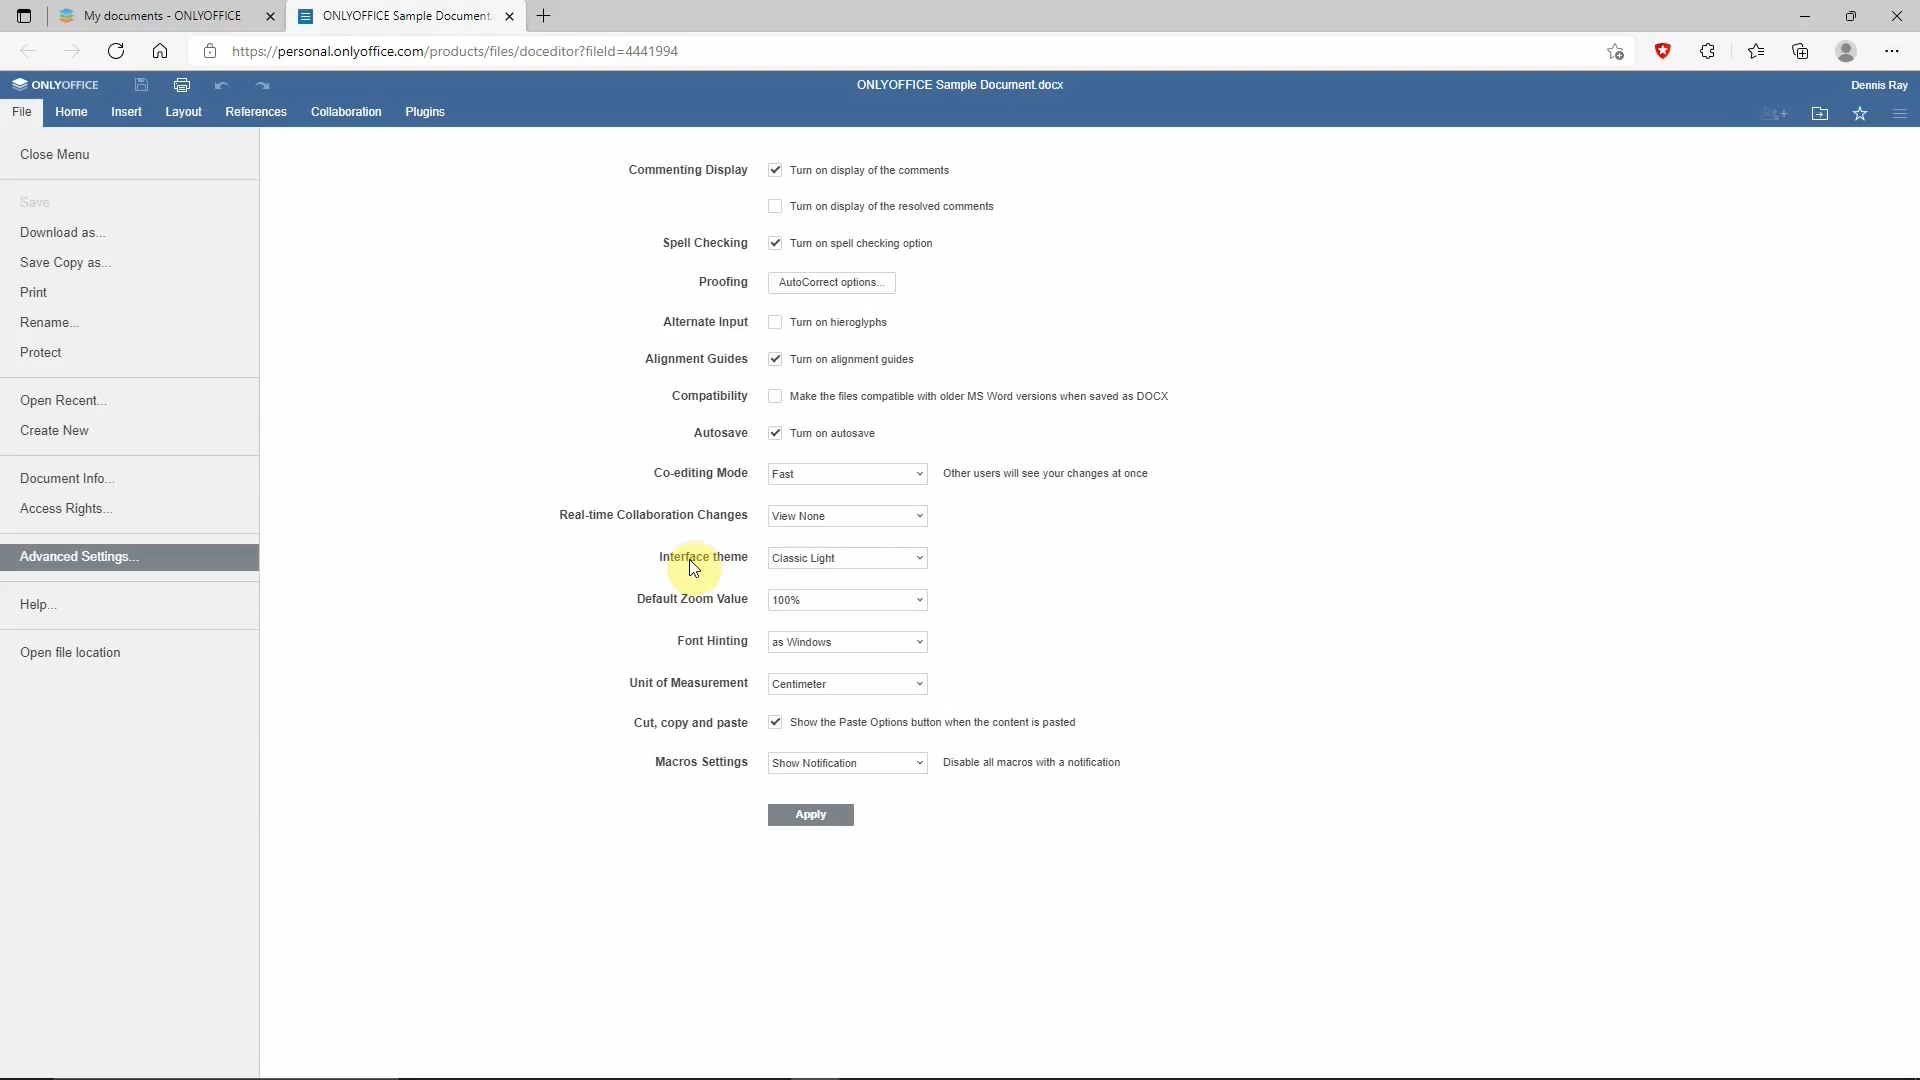 My documents - ONLYOFFICE
ONLYOFFICE Sample Document.
https://personal.onlyoffice.com/products/files/doceditor?fileId=4441994
ONLYOFFICE
ONLYOFFICE Sample Document.docx
Dennis Ray
File Home Insert Layout References Collaboration Plugins
Close Menu
Save
Download as...
Save Copy as...
Print
Rename...
Protect
Open Recent...
Create New
Document Info...
Access Rights...
Advanced Settings...
Help...
Open file location
Commenting Display Turn on display of the comments
Turn on display of the resolved comments
Spell Checking Turn on spell checking option
Proofing AutoCorrect options...
Alternate Input Turn on hieroglyphs
Alignment Guides Turn on alignment guides
Compatibility Make the files compatible with older MS Word versions when saved as DOCX
Autosave Turn on autosave
Co-editing Mode Fast Other users will see your changes at once
Real-time Collaboration Changes View None
Interface theme Classic Light
Default Zoom Value 100%
Font Hinting as Windows
Unit of Measurement Centimeter
Cut, copy and paste Show the Paste Options button when the content is pasted
Macros Settings Show Notification Disable all macros with a notification
Apply